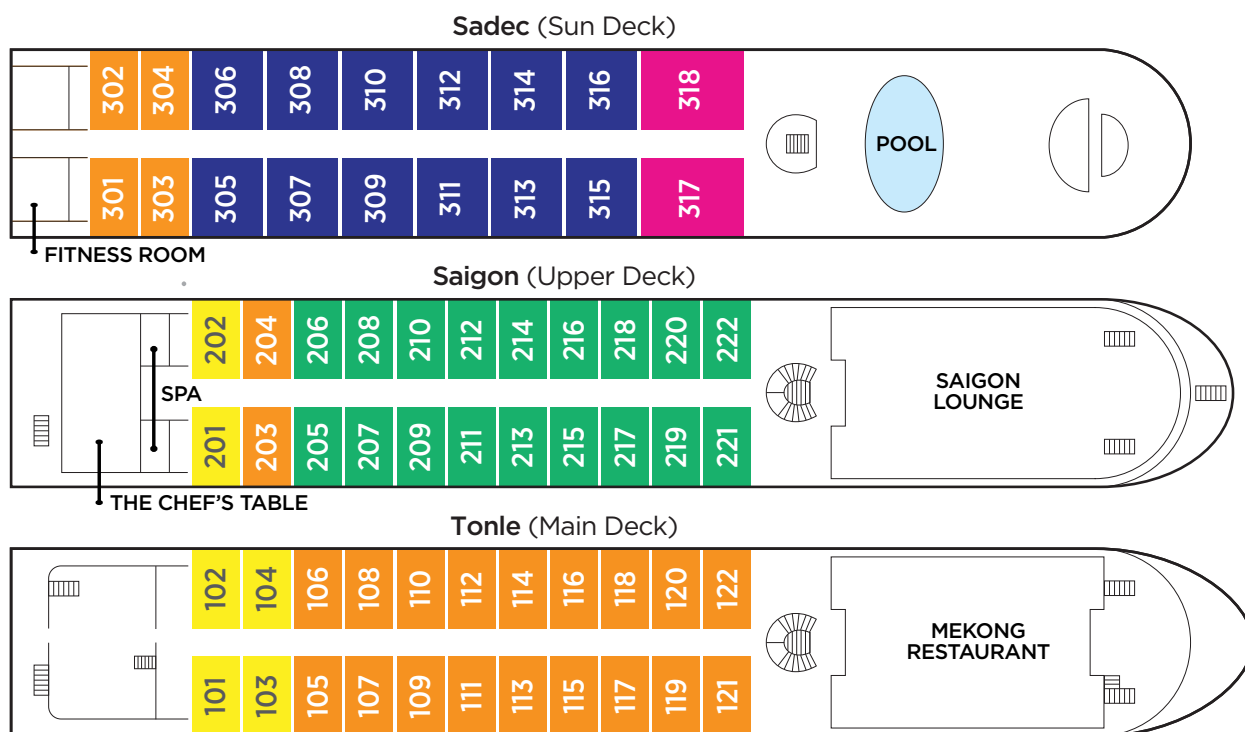 Sadec (Sun Deck)
302 304 306 308 310 312 314 316 318
POOL
301 303 305 307 309 311 313 315 317
FITNESS ROOM
Saigon (Upper Deck)
202 204 206 208 210 212 214 216 218 220 222
SPA
SAIGON
LOUNGE
201 203 205 207 209 211 213 215 217 219 221
THE CHEF'S TABLE
Tonle (Main Deck)
102 104 106 108 110 112 114 116 118 120 122
MEKONG
RESTAURANT
101 103 105 107 109 111 113 115 117 119 121